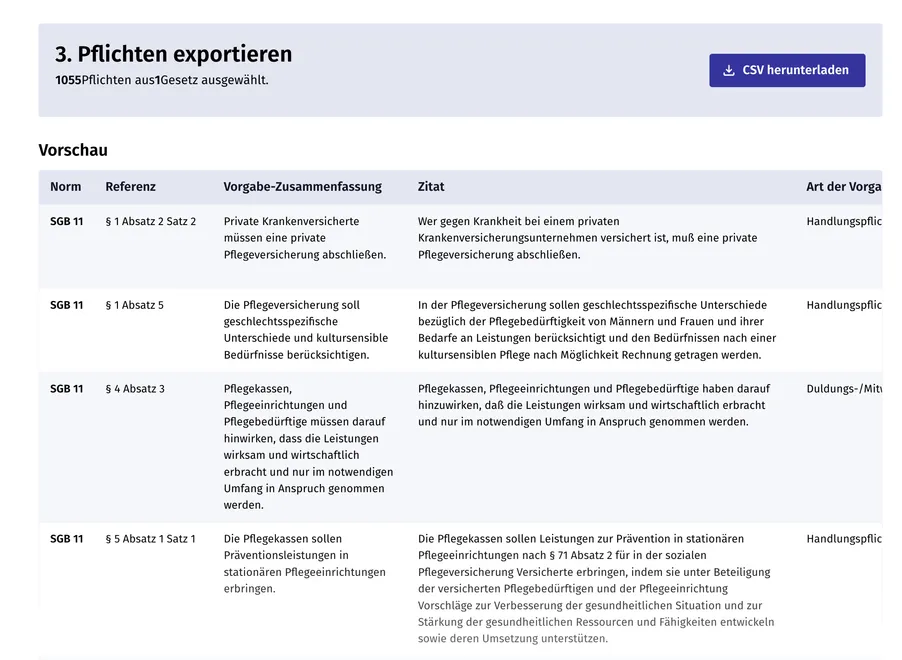 3. Pflichten exportieren
1055Pflichten aus1Gesetz ausgewählt.
CSV herunterladen
Vorschau
Norm Referenz Vorgabe-Zusammenfassung Zitat Art der Vorga
SGB 11 § 1 Absatz 2 Satz 2
Private Krankenversicherte
müssen eine private
Pflegeversicherung abschließen.
Wer gegen Krankheit bei einem privaten
Krankenversicherungsunternehmen versichert ist, muß eine private
Pflegeversicherung abschließen.
Handlungspflic
SGB 11 § 1 Absatz 5
Die Pflegeversicherung soll
geschlechtsspezifische
Unterschiede und kultursensible
Bedürfnisse berücksichtigen.
In der Pflegeversicherung sollen geschlechtsspezifische Unterschiede
bezüglich der Pflegebedürftigkeit von Männern und Frauen und ihrer
Bedarfe an Leistungen berücksichtigt und den Bedürfnissen nach einer
kultursensiblen Pflege nach Möglichkeit Rechnung getragen werden.
Handlungspflic
SGB 11 § 4 Absatz 3
Pflegekassen,
Pflegeeinrichtungen und
Pflegebedürftige müssen darauf
hinwirken, dass die Leistungen
wirksam und wirtschaftlich
erbracht und nur im notwendigen
Umfang in Anspruch genommen
werden.
Pflegekassen, Pflegeeinrichtungen und Pflegebedürftige haben darauf
hinzuwirken, daß die Leistungen wirksam und wirtschaftlich erbracht
und nur im notwendigen Umfang in Anspruch genommen werden.
Duldungs-/Mitw
SGB 11 § 5 Absatz 1 Satz 1
Die Pflegekassen sollen
Präventionsleistungen in
stationären Pflegeeinrichtungen
erbringen.
Die Pflegekassen sollen Leistungen zur Prävention in stationären
Pflegeeinrichtungen nach § 71 Absatz 2 für in der sozialen
Pflegeversicherung Versicherte erbringen, indem sie unter Beteiligung
der versicherten Pflegebedürftigen und der Pflegeeinrichtung
Vorschläge zur Verbesserung der gesundheitlichen Situation und zur
Stärkung der gesundheitlichen Ressourcen und Fähigkeiten entwickeln
sowie deren Umsetzung unterstützen.
Handlungspflic